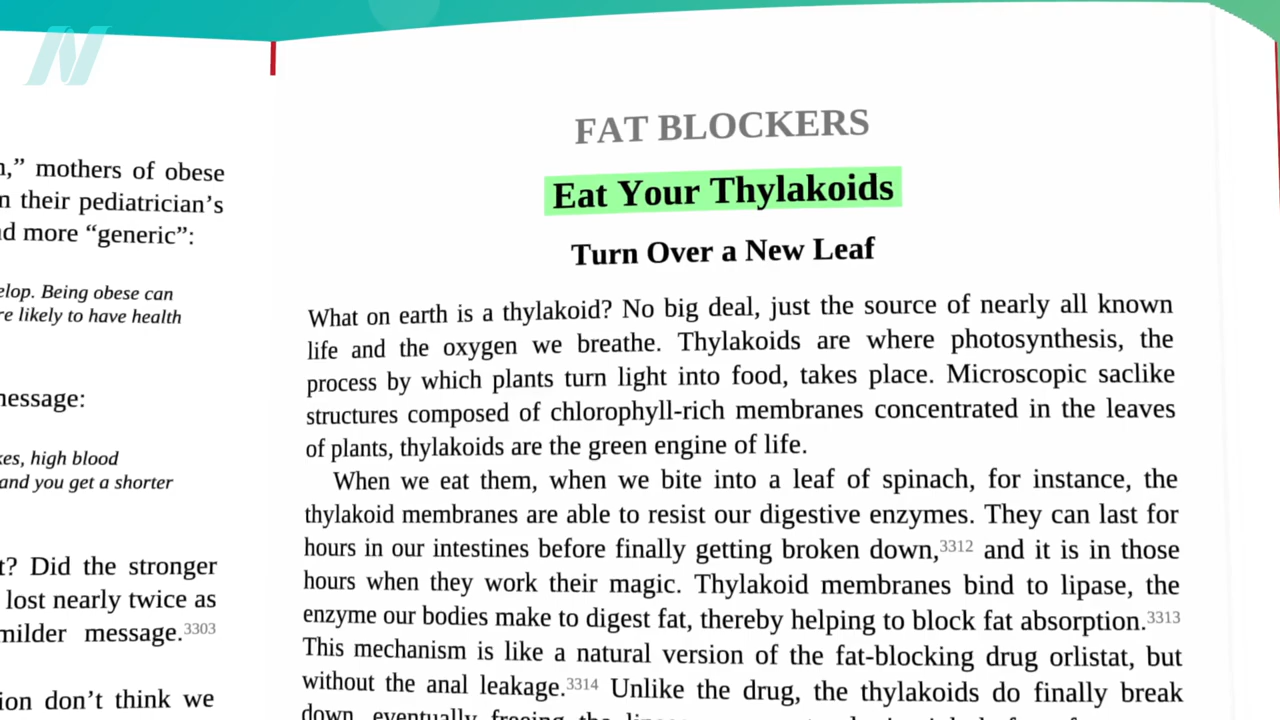 n,” mothers of obese
n their pediatrician’s
d more “generic”:
elop. Being obese can
re likely to have health
nessage:
kes, high blood
and you get a shorter
t? Did the stronger
lost nearly twice as
milder message.3303
ion don’t think we
FAT BLOCKERS
Eat Your Thylakoids
Turn Over a New Leaf
What on earth is a thylakoid? No big deal, just the source of nearly all known
life and the oxygen we breathe. Thylakoids are where photosynthesis, the
process by which plants turn light into food, takes place. Microscopic saclike
structures composed of chlorophyll-rich membranes concentrated in the leaves
of plants, thylakoids are the green engine of life.
When we eat them, when we bite into a leaf of spinach, for instance, the
thylakoid membranes are able to resist our digestive enzymes. They can last for
hours in our intestines before finally getting broken down,3312 and it is in those
hours when they work their magic. Thylakoid membranes bind to lipase, the
enzyme our bodies make to digest fat, thereby helping to block fat absorption.3313
This mechanism is like a natural version of the fat-blocking drug orlistat, but
without the anal leakage.3314 Unlike the drug, the thylakoids do finally break
down, eventually freeing the